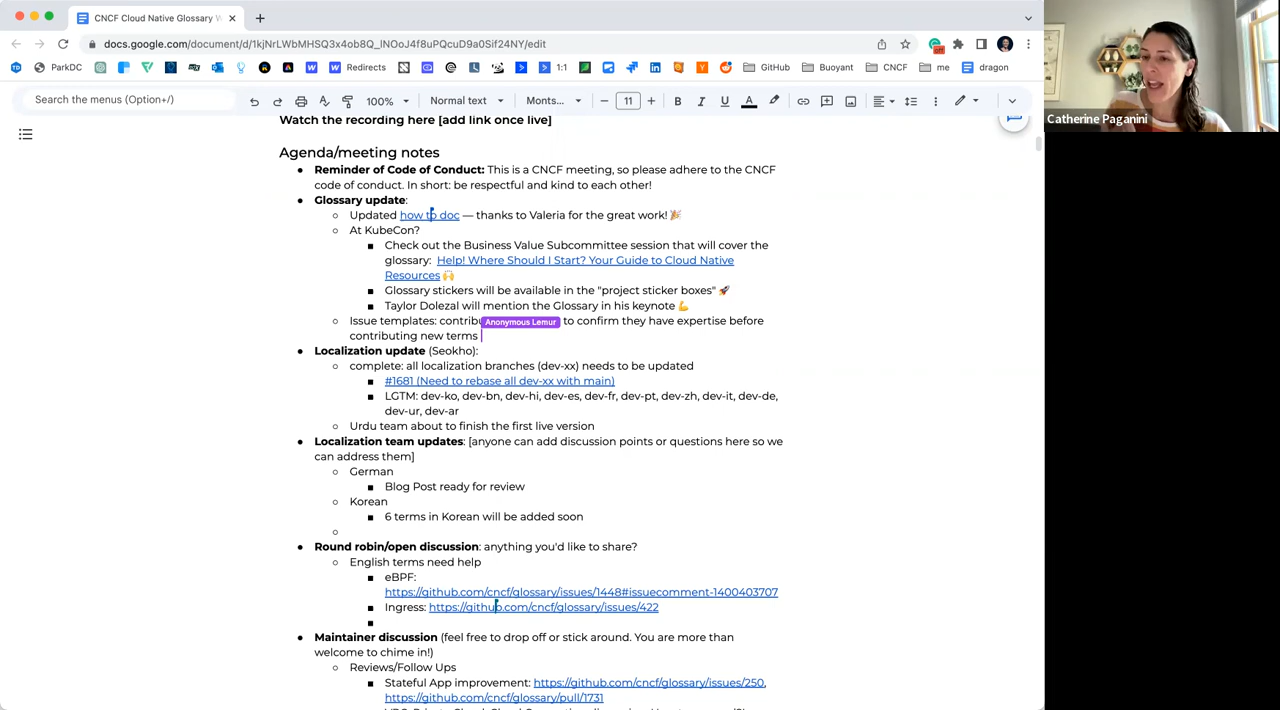 CNCF Cloud Native Glossary W
docs.google.com/document/d/1kjNrLWbMHSQ3x4ob8Q_lNOoJ4f8uPQcuD9a0Sif24NY/edit
off
ParkDC
Redirects
1:1
GitHub
Buoyant
CNCF
me
dragon
Search the menus (Option+/)
100%
Normal text
Monts...
11
B I U A
Catherine Paganini
Watch the recording here [add link once live]
Agenda/meeting notes
● Reminder of Code of Conduct: This is a CNCF meeting, so please adhere to the CNCF
code of conduct. In short: be respectful and kind to each other!
● Glossary update:
○ Updated how to doc — thanks to Valeria for the great work! 🎉
○ At KubeCon?
■ Check out the Business Value Subcommittee session that will cover the
glossary: Help! Where Should I Start? Your Guide to Cloud Native
Resources 🙌
■ Glossary stickers will be available in the "project sticker boxes" 🚀
■ Taylor Dolezal will mention the Glossary in his keynote 💪
○ Issue templates: contribu Anonymous Lemur to confirm they have expertise before
contributing new terms
● Localization update (Seokho):
○ complete: all localization branches (dev-xx) needs to be updated
■ #1681 (Need to rebase all dev-xx with main)
■ LGTM: dev-ko, dev-bn, dev-hi, dev-es, dev-fr, dev-pt, dev-zh, dev-it, dev-de,
dev-ur, dev-ar
○ Urdu team about to finish the first live version
● Localization team updates: [anyone can add discussion points or questions here so we
can address them]
○ German
■ Blog Post ready for review
○ Korean
■ 6 terms in Korean will be added soon
○
● Round robin/open discussion: anything you'd like to share?
○ English terms need help
■ eBPF:
https://github.com/cncf/glossary/issues/1448#issuecomment-1400403707
■ Ingress: https://github.com/cncf/glossary/issues/422
■
● Maintainer discussion (feel free to drop off or stick around. You are more than
welcome to chime in!)
○ Reviews/Follow Ups
■ Stateful App improvement: https://github.com/cncf/glossary/issues/250,
https://github.com/cncf/glossary/pull/1731